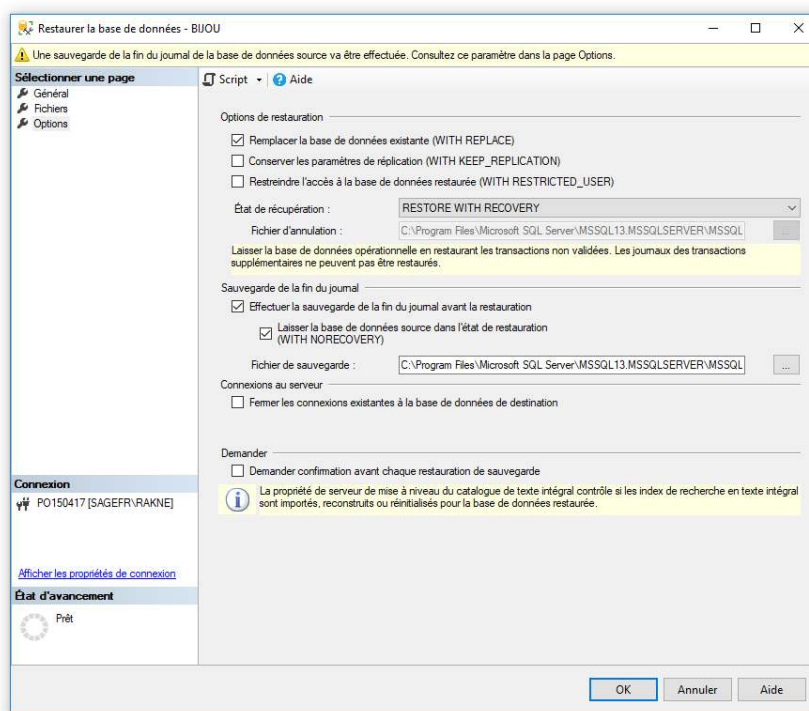 Restaurer la base de données - BIJOU
Une sauvegarde de la fin du journal de la base de données source va être effectuée. Consultez ce paramètre dans la page Options.
Sélectionner une page
Général
Fichiers
Options
Script
Aide
Options de restauration
Remplacer la base de données existante (WITH REPLACE)
Conserver les paramètres de réplication (WITH KEEP_REPLICATION)
Restreindre l'accès à la base de données restaurée (WITH RESTRICTED_USER)
État de récupération :
RESTORE WITH RECOVERY
Fichier d'annulation :
C:\Program Files\Microsoft SQL Server\MSSQL13.MSSQLSERVER\MSSQL
...
Laisser la base de données opérationnelle en restaurant les transactions non validées. Les journaux des transactions
supplémentaires ne peuvent pas être restaurés.
Sauvegarde de la fin du journal
Effectuer la sauvegarde de la fin du journal avant la restauration
Laisser la base de données source dans l'état de restauration
(WITH NORECOVERY)
Fichier de sauvegarde :
C:\Program Files\Microsoft SQL Server\MSSQL13.MSSQLSERVER\MSSQL
...
Connexions au serveur
Fermer les connexions existantes à la base de données de destination
Demander
Demander confirmation avant chaque restauration de sauvegarde
La propriété de serveur de mise à niveau du catalogue de texte intégral contrôle si les index de recherche en texte intégral
sont importés, reconstruits ou réinitialisés pour la base de données restaurée.
Connexion
PO150417 [SAGEFR\RAKNE]
Afficher les propriétés de connexion
État d'avancement
Prêt
OK
Annuler
Aide